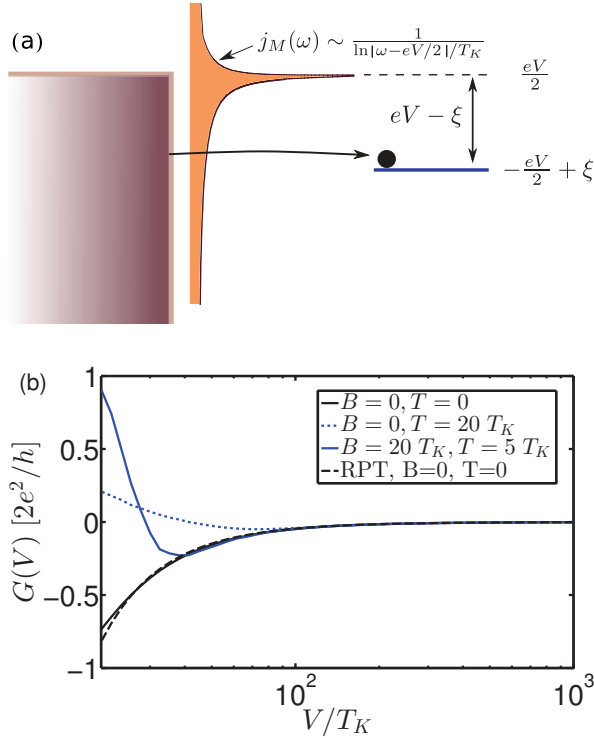 (a)
j_M(ω) ∼ 1/ln|ω−eV/2|/T_K
eV/2
eV − ξ
−eV/2 + ξ
(b)
B = 0, T = 0
B = 0, T = 20 T_K
B = 20 T_K, T = 5 T_K
RPT, B=0, T=0
G(V) [2e²/h]
1
0.5
0
−0.5
−1
10²
10³
V/T_K